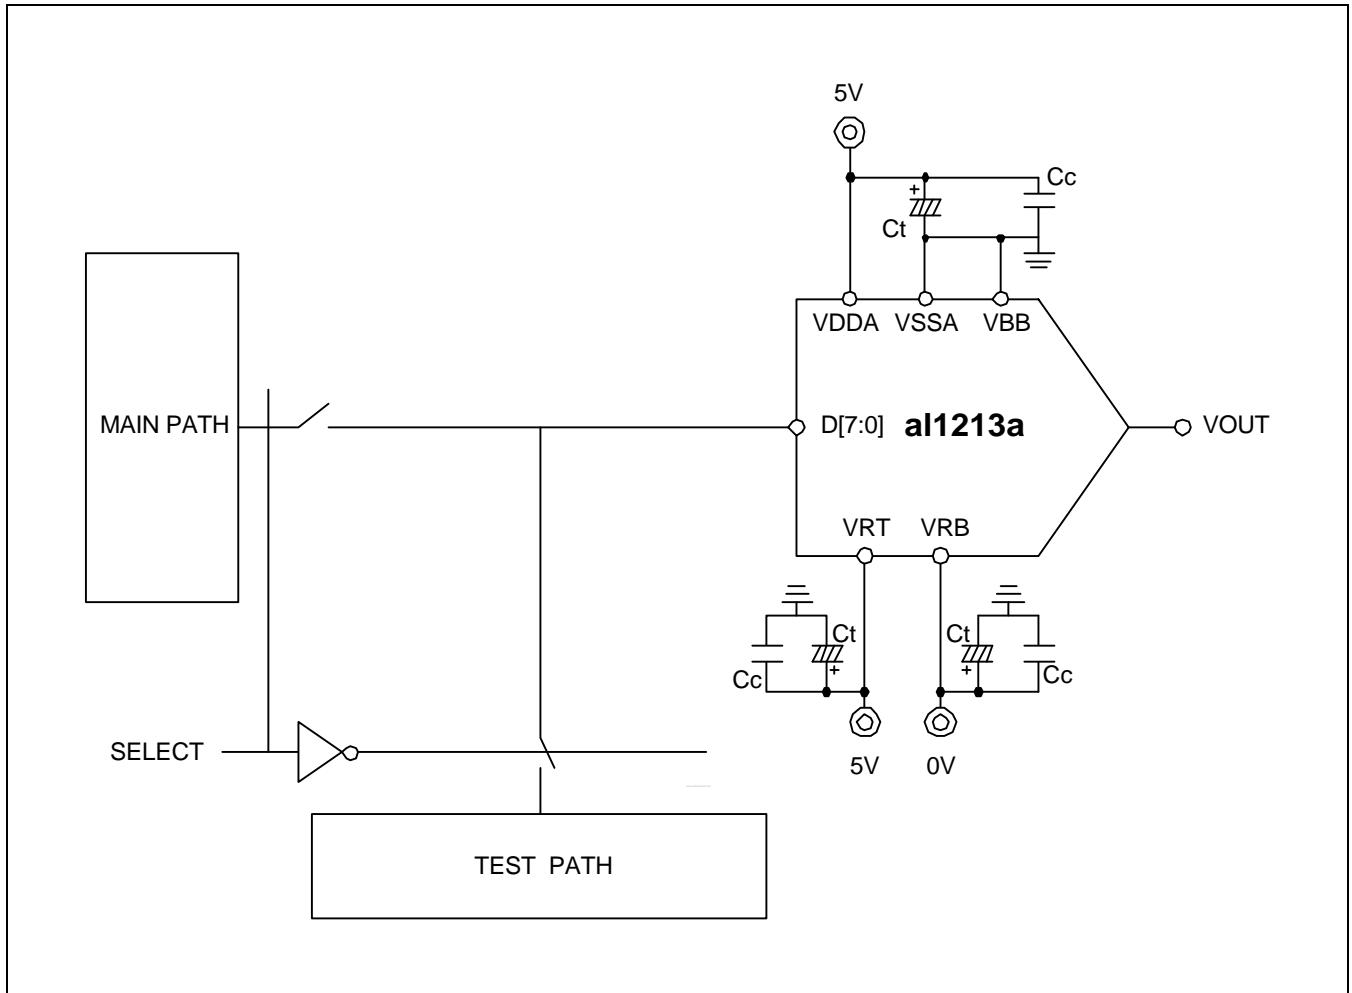 5V
+
Cc
Ct
VDDA VSSA VBB
MAIN PATH
D[7:0] al1213a
VOUT
VRT VRB
Ct
Cc
+
Ct
Cc
+
SELECT
5V 0V
TEST PATH